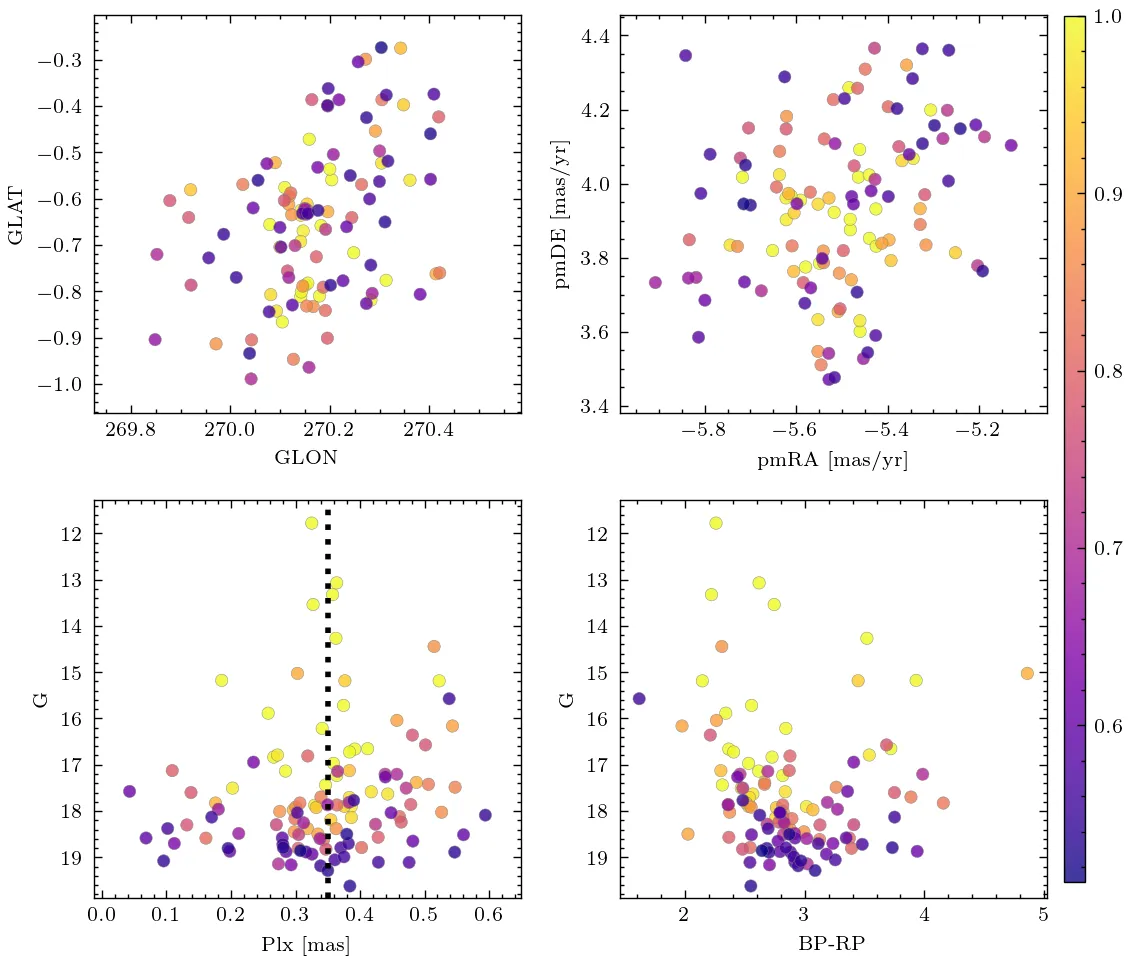 −0.3
−0.4
−0.5
−0.6
−0.7
−0.8
−0.9
−1.0
GLAT
269.8 270.0 270.2 270.4
GLON
4.4
4.2
4.0
3.8
3.6
3.4
pmDE [mas/yr]
−5.8 −5.6 −5.4 −5.2
pmRA [mas/yr]
12
13
14
15
16
17
18
19
G
0.0 0.1 0.2 0.3 0.4 0.5 0.6
Plx [mas]
12
13
14
15
16
17
18
19
G
2 3 4 5
BP-RP
1.0
0.9
0.8
0.7
0.6